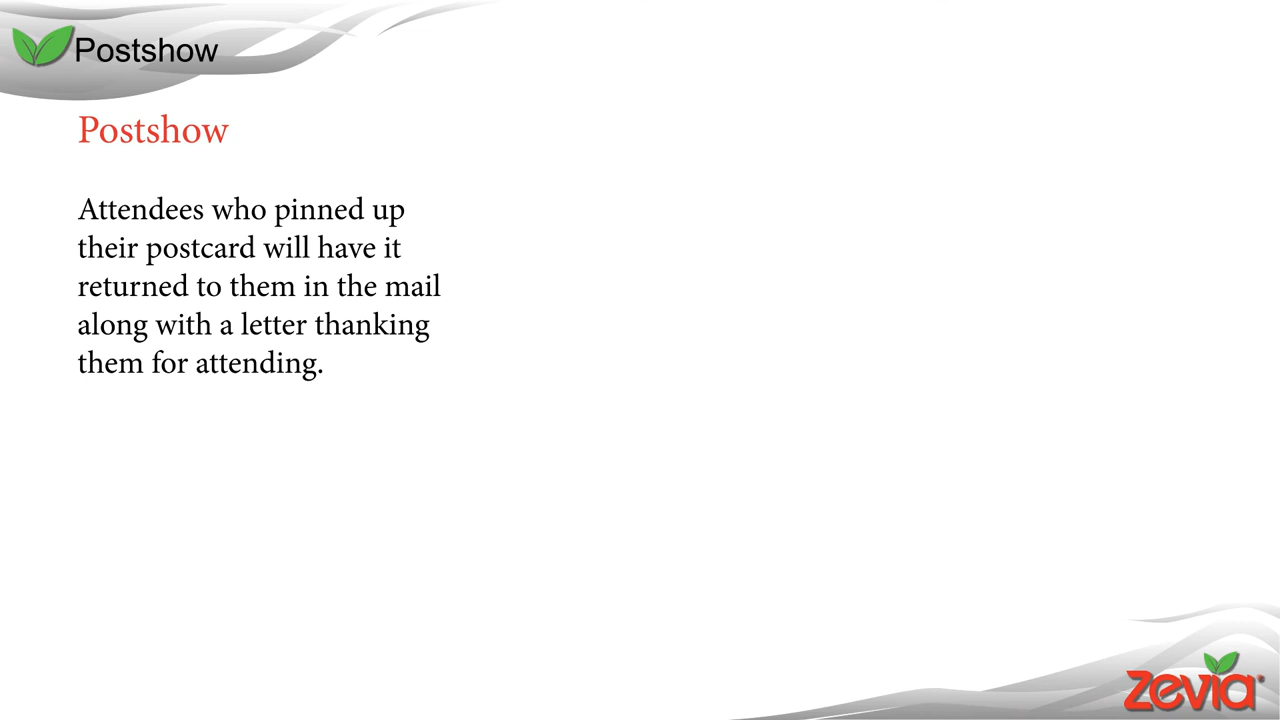 Postshow
Postshow
Attendees who pinned up
their postcard will have it
returned to them in the mail
along with a letter thanking
them for attending.
zevia